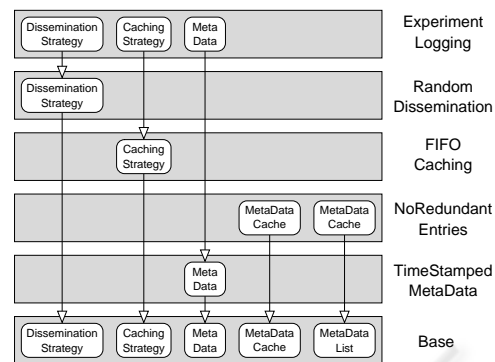 Dissemination Strategy
Caching Strategy
Meta Data
Experiment Logging
Dissemination Strategy
Random Dissemination
Caching Strategy
FIFO Caching
MetaData Cache
MetaData Cache
NoRedundant Entries
Meta Data
TimeStamped MetaData
Dissemination Strategy
Caching Strategy
Meta Data
MetaData Cache
MetaData List
Base